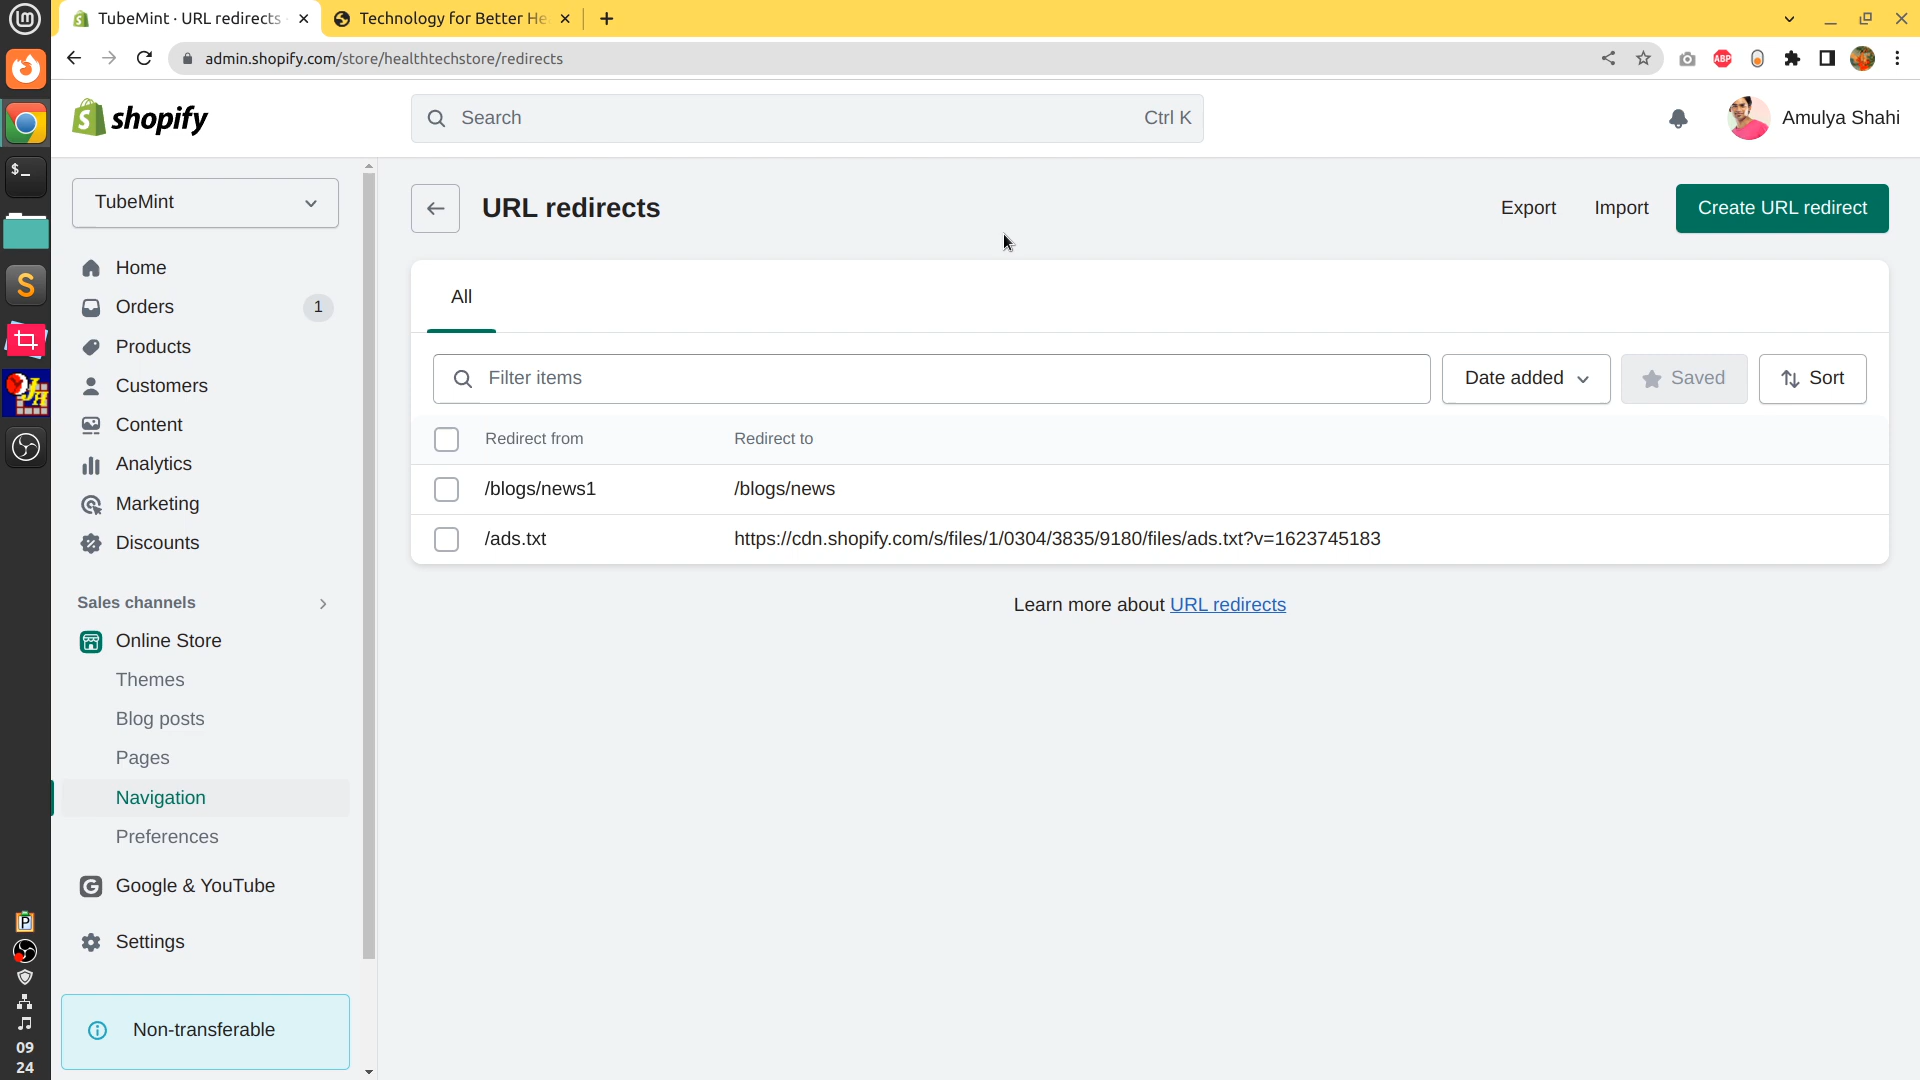 TubeMint · URL redirects
Technology for Better He
admin.shopify.com/store/healthtechstore/redirects
ABP
shopify
Search
Ctrl K
Amulya Shahi
TubeMint
URL redirects
Export
Import
Create URL redirect
Home
Orders
1
Products
Customers
Content
Analytics
Marketing
Discounts
Sales channels
Online Store
Themes
Blog posts
Pages
Navigation
Preferences
Google & YouTube
Settings
Non-transferable
All
Filter items
Date added
Saved
Sort
Redirect from
Redirect to
/blogs/news1
/blogs/news
/ads.txt
https://cdn.shopify.com/s/files/1/0304/3835/9180/files/ads.txt?v=1623745183
Learn more about URL redirects
09
24